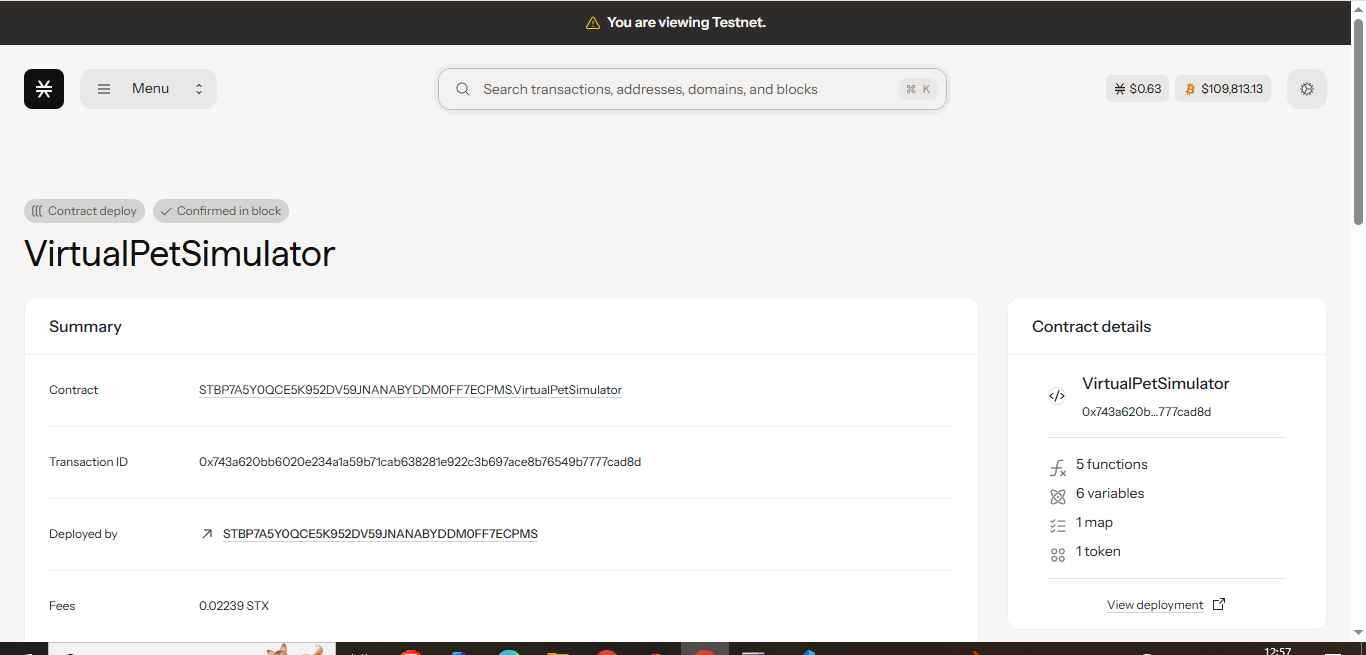 You are viewing Testnet.
Menu
Search transactions, addresses, domains, and blocks
⌘ K
$0.63
$109,813.13
Contract deploy
Confirmed in block
VirtualPetSimulator
Summary
Contract
STBP7A5Y0QCE5K952DV59JNANABYDDM0FF7ECPMS.VirtualPetSimulator
Transaction ID
0x743a620bb6020e234a1a59b71cab638281e922c3b697ace8b76549b7777cad8d
Deployed by
STBP7A5Y0QCE5K952DV59JNANABYDDM0FF7ECPMS
Fees
0.02239 STX
Contract details
VirtualPetSimulator
0x743a620b...777cad8d
5 functions
6 variables
1 map
1 token
View deployment
12:57